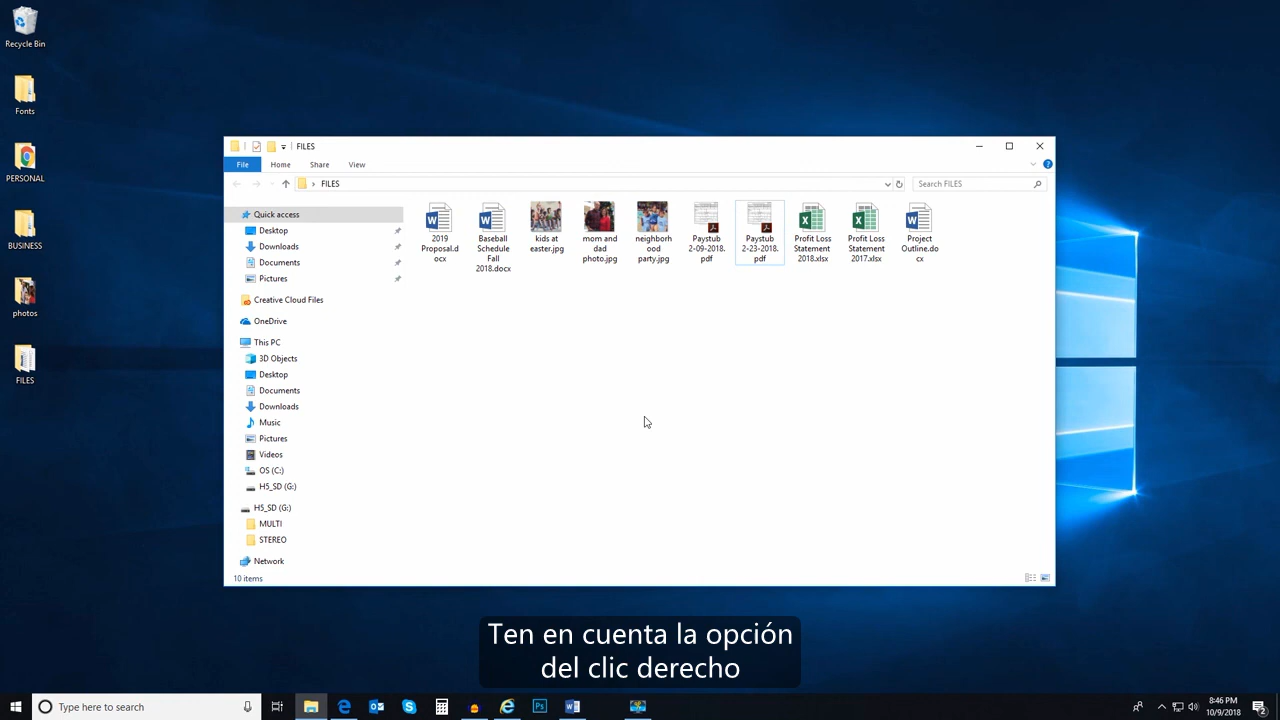 Recycle Bin
Fonts
PERSONAL
BUSINESS
photos
FILES
FILES
File
Home
Share
View
FILES
Search FILES
Quick access
Desktop
Downloads
Documents
Pictures
Creative Cloud Files
OneDrive
This PC
3D Objects
Desktop
Documents
Downloads
Music
Pictures
Videos
OS (C:)
H5_SD (G:)
H5_SD (G:)
MULTI
STEREO
Network
2019
Proposal.d
ocx
Baseball
Schedule
Fall
2018.docx
kids at
easter.jpg
mom and
dad
photo.jpg
neighborh
ood
party.jpg
Paystub
2-09-2018.
pdf
Paystub
2-23-2018.
pdf
Profit Loss
Statement
2018.xlsx
Profit Loss
Statement
2017.xlsx
Project
Outline.do
cx
10 items
Ten en cuenta la opción
del clic derecho
Type here to search
8:46 PM
10/9/2018